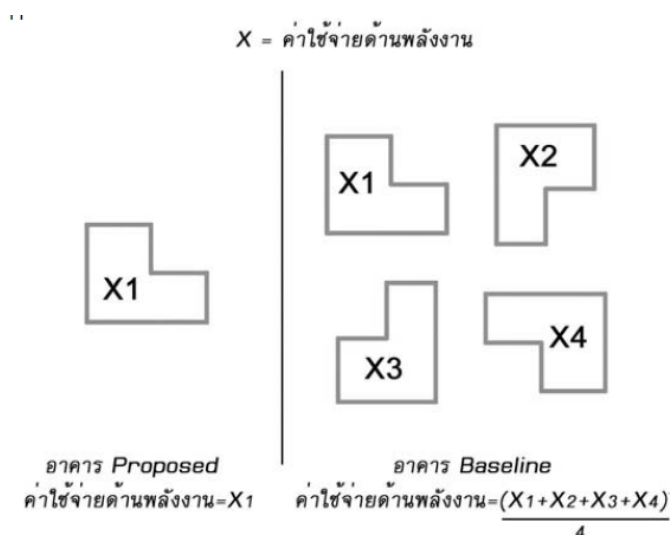 X = ค่าใช้จ่ายด้านพลังงาน
X1
X1
X2
X3
X4
อาคาร Proposed
ค่าใช้จ่ายด้านพลังงาน=X1
อาคาร Baseline
ค่าใช้จ่ายด้านพลังงาน=(X1+X2+X3+X4)
4